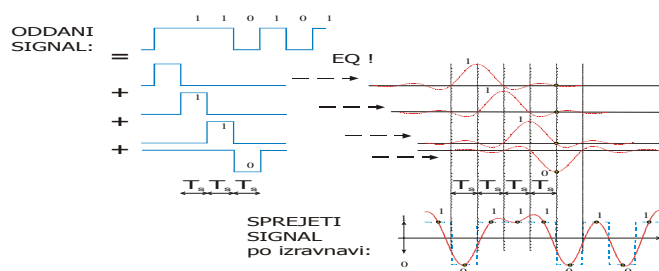 1 1 0 1 0 1
ODDANI
SIGNAL:
=
EQ !
1
+
1
1
+
1
1
+
0
0
Ts Ts Ts
Ts Ts Ts Ts
SPREJETI
SIGNAL
po izravnavi:
1 1 1 1 1 1
1
0
0 0 0